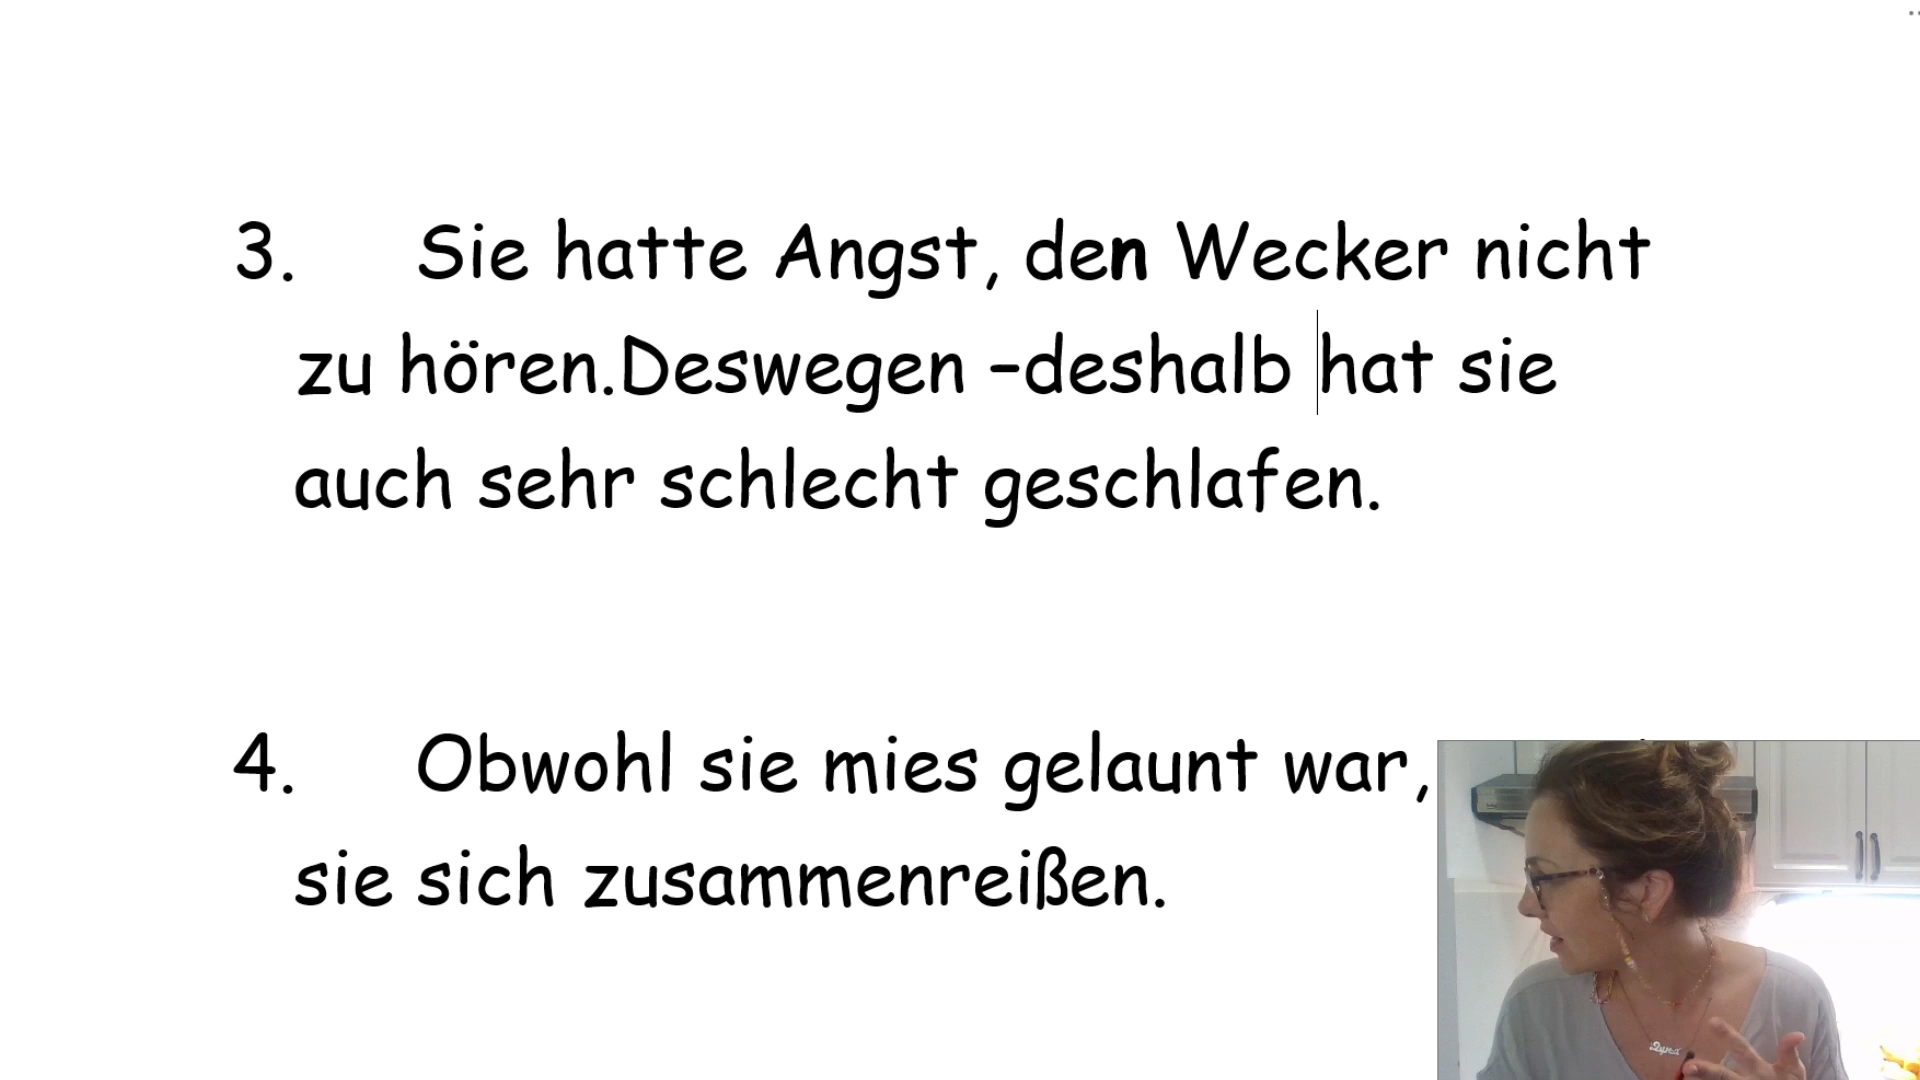 3. Sie hatte Angst, den Wecker nicht
zu hören.Deswegen –deshalb hat sie
auch sehr schlecht geschlafen.
4. Obwohl sie mies gelaunt war,
sie sich zusammenreißen.